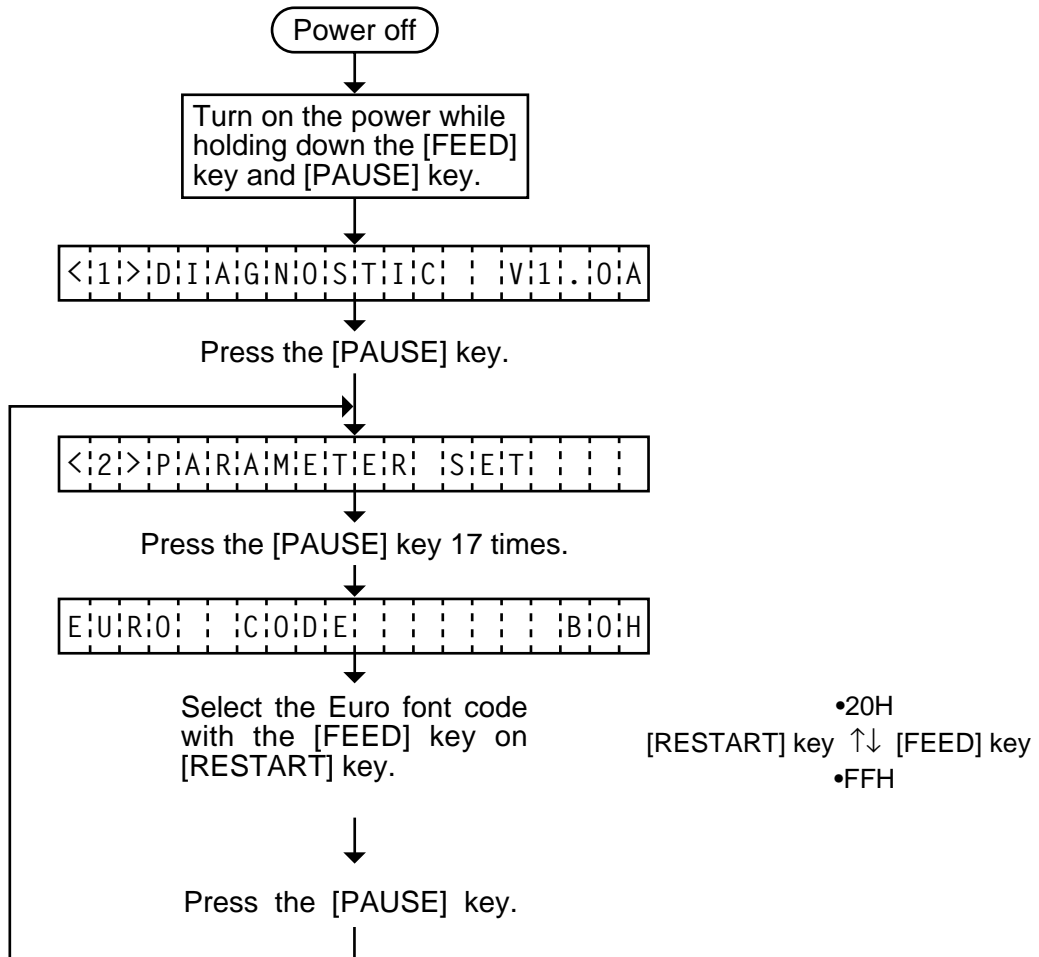 Power off
Turn on the power while
holding down the [FEED]
key and [PAUSE] key.
<1>DIAGNOSTIC  V1.0A
Press the [PAUSE] key.
<2>PARAMETER SET
Press the [PAUSE] key 17 times.
EURO  CODE       B0H
Select the Euro font code
with the [FEED] key on
[RESTART] key.
•20H
[RESTART] key ↑↓ [FEED] key
•FFH
Press the [PAUSE] key.